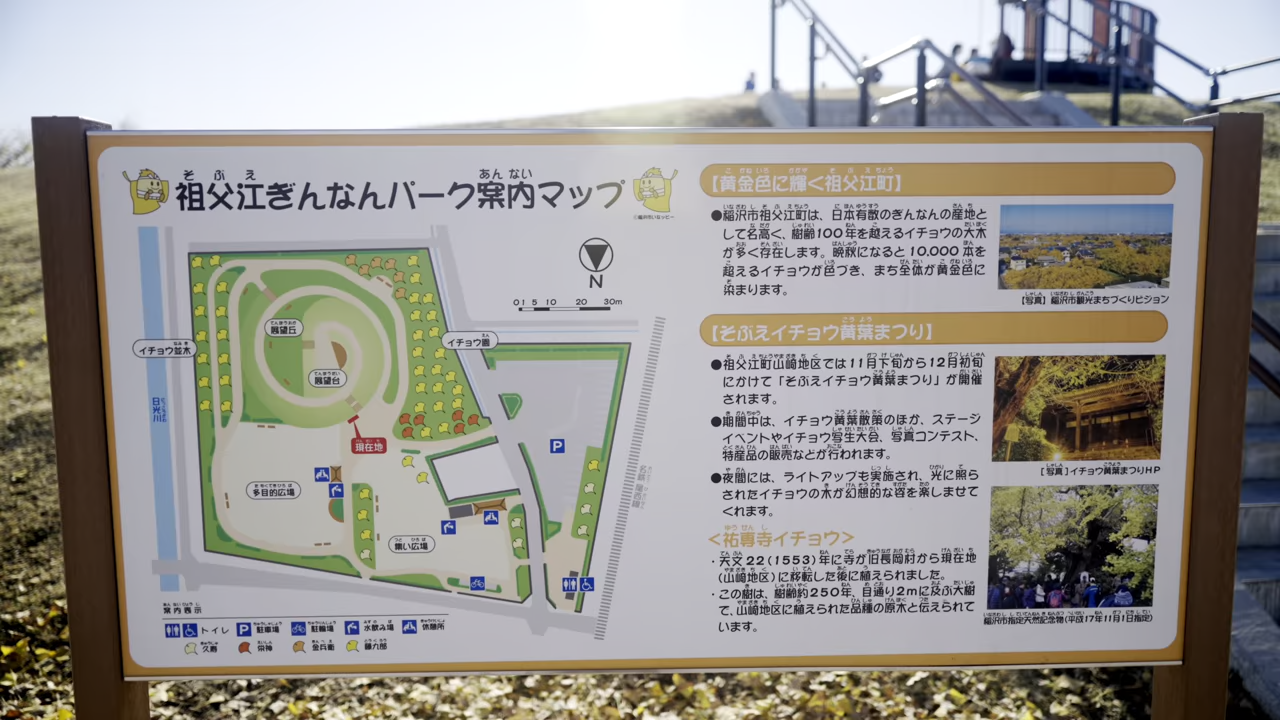 祖父江ぎんなんパーク案内マップ
©稲沢市いなッピー
N
0 1 5 10 20 30m
イチョウ並木
展望丘
展望台
イチョウ園
日光川
現在地
多目的広場
集い広場
P
名鉄 尾西線
案内表示
トイレ P 駐車場 駐輪場 水飲み場 休憩所
久寿 栄神 金兵衛 藤九郎
【黄金色に輝く祖父江町】
●稲沢市祖父江町は、日本有数のぎんなんの産地と
して名高く、樹齢100年を越えるイチョウの大木
が多く存在します。晩秋になると10,000本を
超えるイチョウが色づき、まち全体が黄金色に
染まります。
【写真】稲沢市観光まちづくりビジョン
【そぶえイチョウ黄葉まつり】
●祖父江町山崎地区では11月下旬から12月初旬
にかけて「そぶえイチョウ黄葉まつり」が開催
されます。
●期間中は、イチョウ黄葉散策のほか、ステージ
イベントやイチョウ写生大会、写真コンテスト、
特産品の販売などが行われます。
●夜間には、ライトアップも実施され、光に照ら
されたイチョウの木が幻想的な姿を楽しませて
くれます。
【写真】イチョウ黄葉まつりHP
<祐専寺イチョウ>
・天文22(1553)年に寺が旧長岡府から現在地
(山崎地区)に移転した後に植えられました。
・この樹は、樹齢約250年、目通り2mに及ぶ大樹
で、山崎地区に植えられた品種の原木と伝えられて
います。
稲沢市指定天然記念物(平成17年11月1日指定)